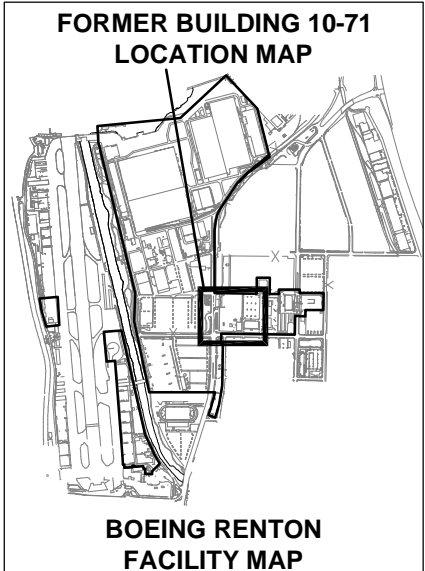 FORMER BUILDING 10-71
LOCATION MAP
BOEING RENTON
FACILITY MAP